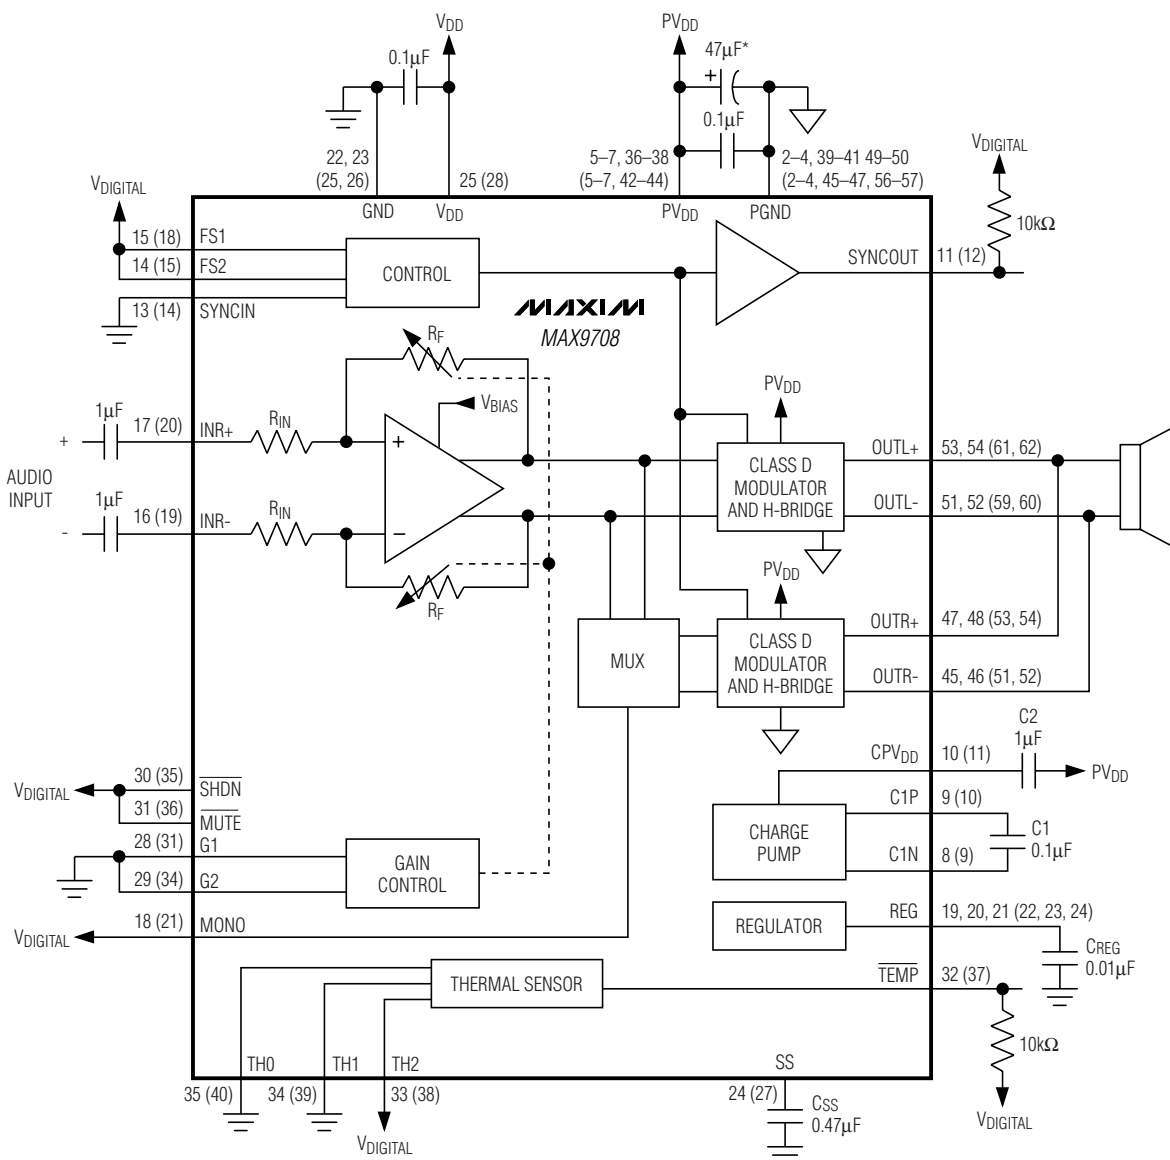 VDD
PVDD
0.1µF
47µF*
+
0.1µF
22, 23
(25, 26)
25 (28)
5–7, 36–38
(5–7, 42–44)
2–4, 39–41 49–50
(2–4, 45–47, 56–57)
VDIGITAL
VDIGITAL
10kΩ
GND
VDD
PVDD
PGND
15 (18)
FS1
14 (15)
FS2
13 (14)
SYNCIN
CONTROL
SYNCOUT
11 (12)
MAXIM
MAX9708
RF
VBIAS
PVDD
1µF
17 (20)
INR+
RIN
+
+
AUDIO
INPUT
1µF
16 (19)
INR-
RIN
-
−
RF
CLASS D
MODULATOR
AND H-BRIDGE
OUTL+
53, 54 (61, 62)
OUTL-
51, 52 (59, 60)
PVDD
MUX
CLASS D
MODULATOR
AND H-BRIDGE
OUTR+
47, 48 (53, 54)
OUTR-
45, 46 (51, 52)
C2
1µF
CPVDD
10 (11)
PVDD
VDIGITAL
30 (35)
SHDN
31 (36)
MUTE
28 (31)
G1
29 (34)
G2
GAIN
CONTROL
CHARGE
PUMP
C1P
9 (10)
C1
0.1µF
C1N
8 (9)
VDIGITAL
18 (21)
MONO
REGULATOR
REG
19, 20, 21 (22, 23, 24)
CREG
0.01µF
THERMAL SENSOR
TEMP
32 (37)
10kΩ
VDIGITAL
TH0
TH1
TH2
SS
35 (40)
34 (39)
33 (38)
24 (27)
VDIGITAL
CSS
0.47µF